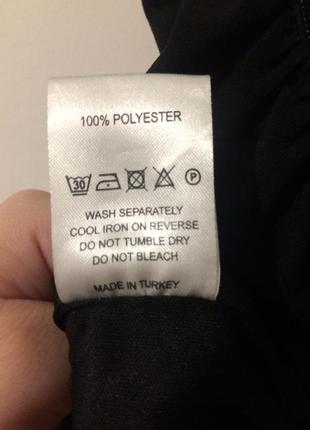 100% POLYESTER
30 P
WASH SEPARATELY
COOL IRON ON REVERSE
DO NOT TUMBLE DRY
DO NOT BLEACH
MADE IN TURKEY